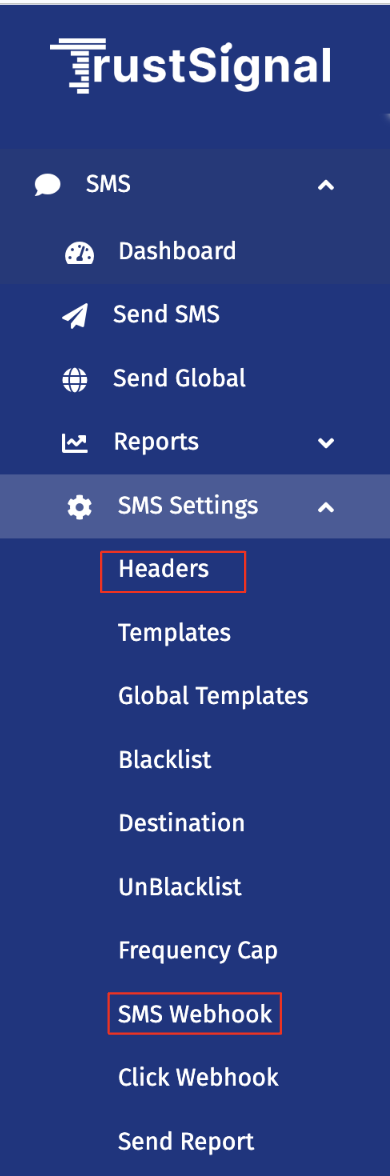 TrustSignal
SMS
Dashboard
Send SMS
Send Global
Reports
SMS Settings
Headers
Templates
Global Templates
Blacklist
Destination
UnBlacklist
Frequency Cap
SMS Webhook
Click Webhook
Send Report